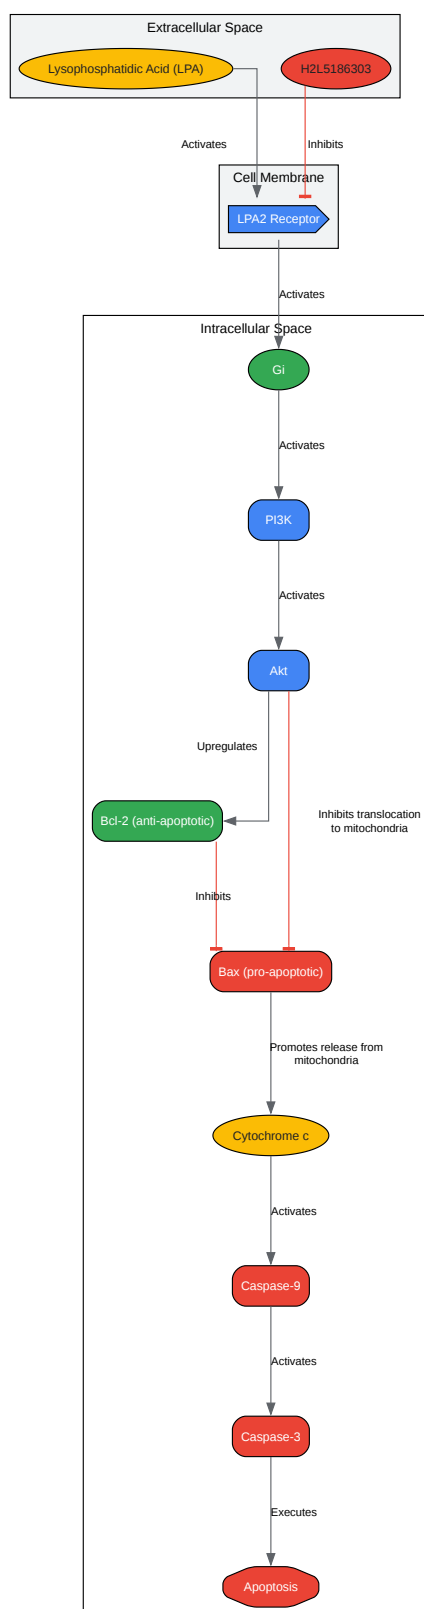 Extracellular Space
Lysophosphatidic Acid (LPA)
H2L5186303
Activates
Inhibits
Cell Membrane
LPA2 Receptor
Activates
Intracellular Space
Gi
Activates
PI3K
Activates
Akt
Upregulates
Bcl-2 (anti-apoptotic)
Inhibits translocation
to mitochondria
Inhibits
Bax (pro-apoptotic)
Promotes release from
mitochondria
Cytochrome c
Activates
Caspase-9
Activates
Caspase-3
Executes
Apoptosis